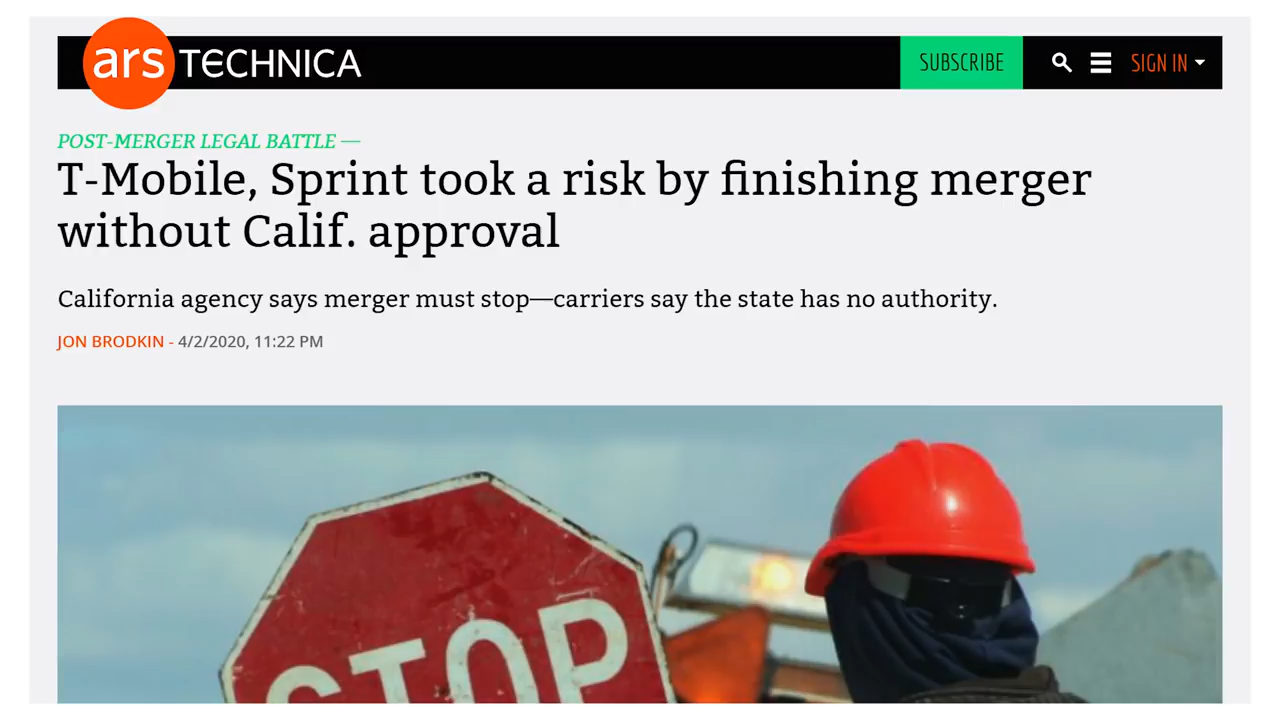 ars TECHNICA
SUBSCRIBE
SIGN IN
POST-MERGER LEGAL BATTLE —
T-Mobile, Sprint took a risk by finishing merger
without Calif. approval
California agency says merger must stop—carriers say the state has no authority.
JON BRODKIN - 4/2/2020, 11:22 PM
STOP